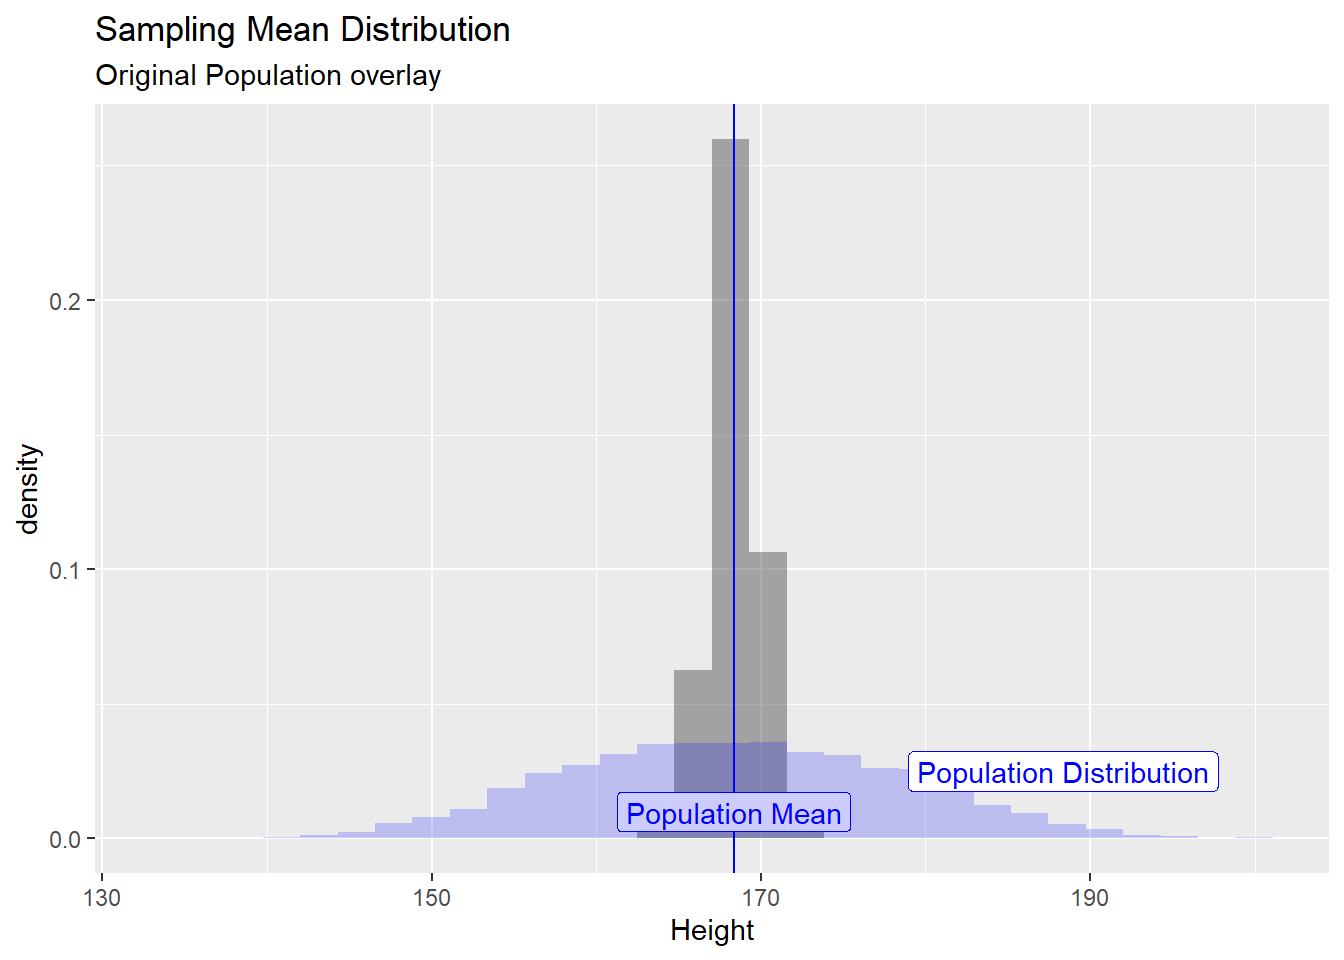 Sampling Mean Distribution
Original Population overlay
0.2
0.1
0.0
density
Population Distribution
Population Mean
130 150 170 190
Height